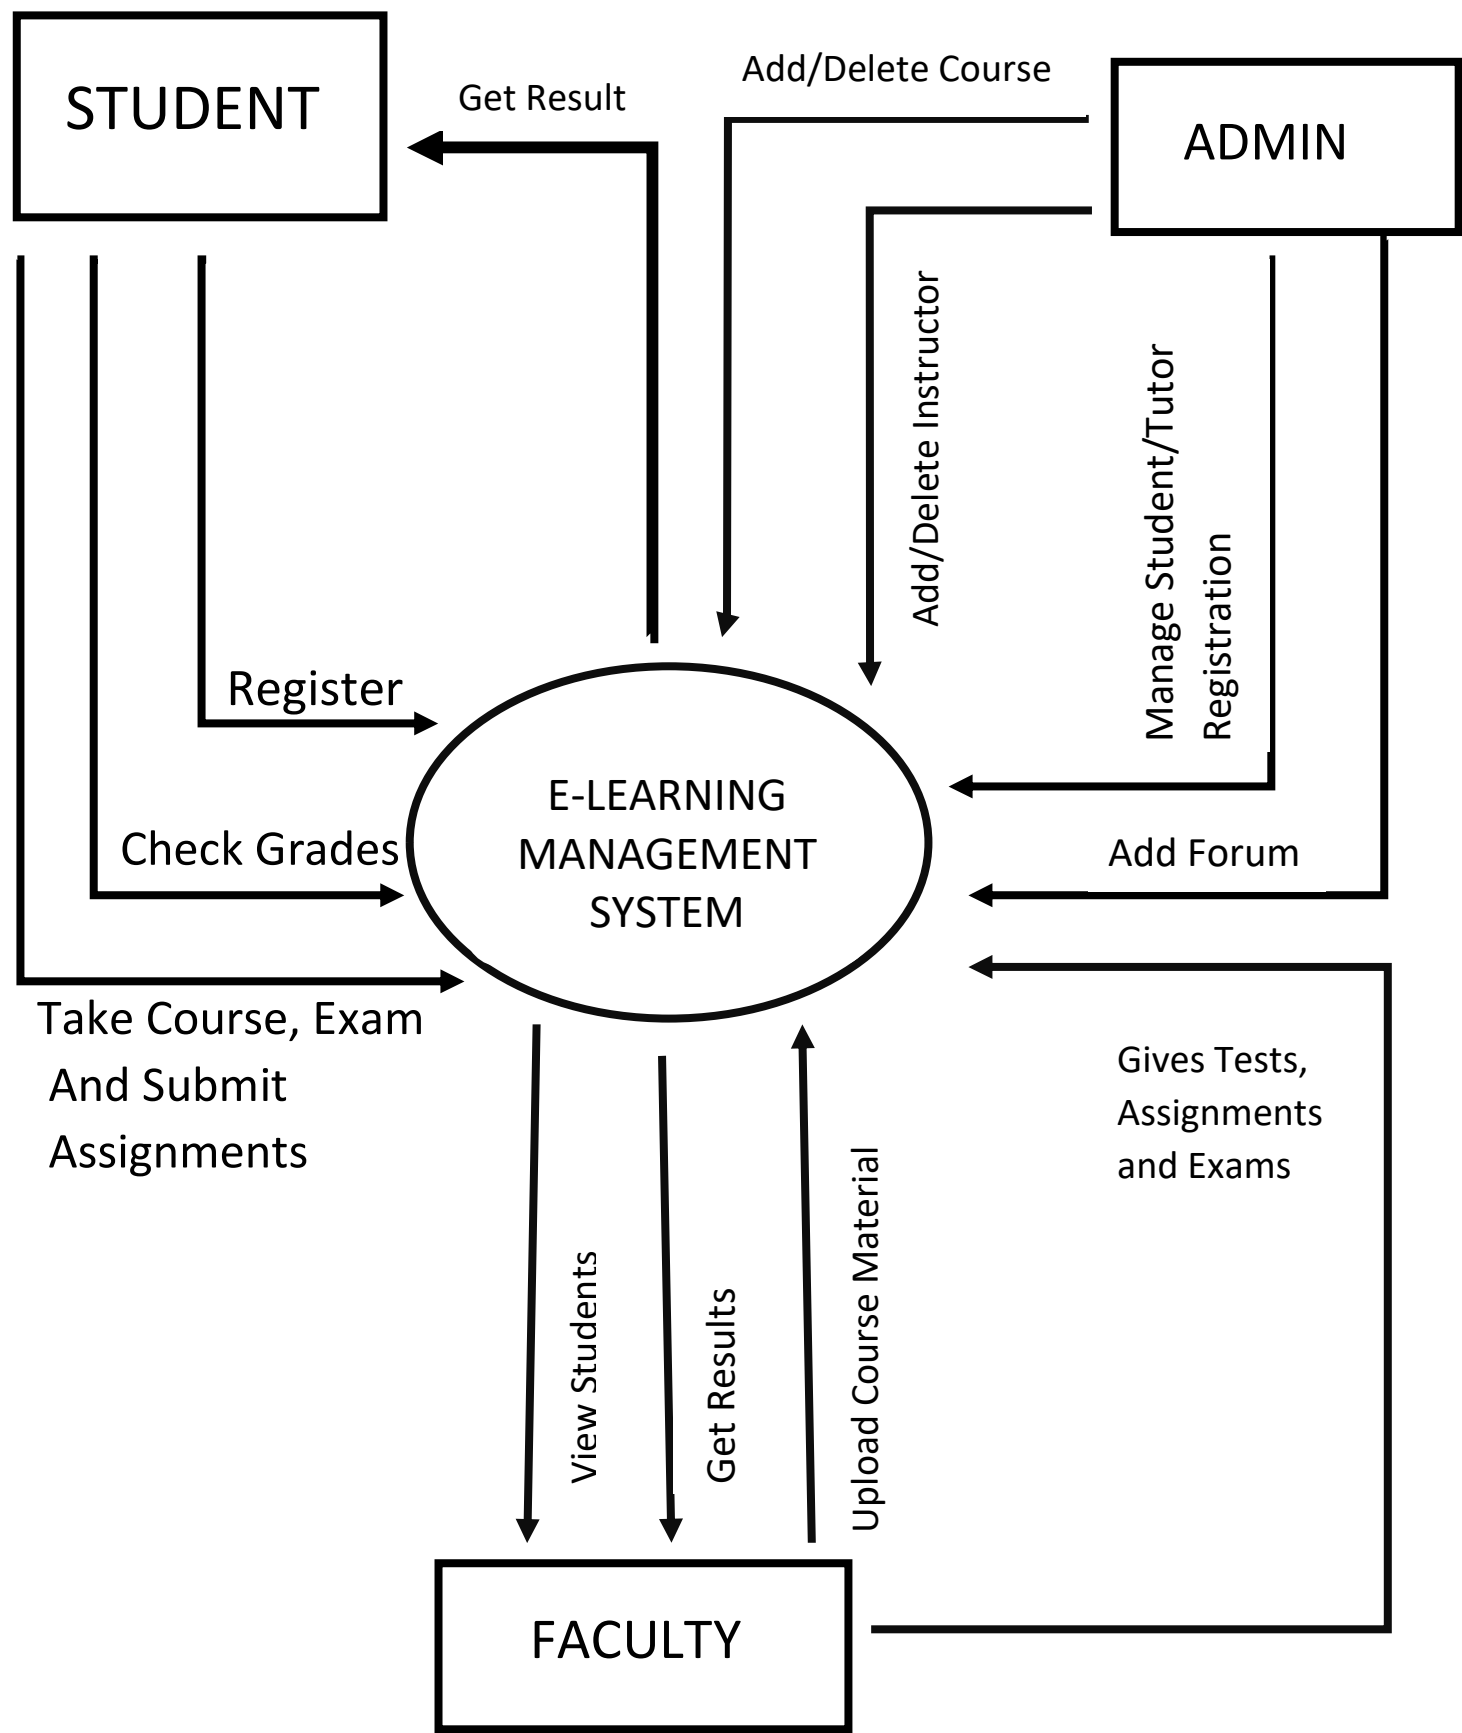 STUDENT
Get Result
Add/Delete Course
ADMIN
Add/Delete Instructor
Manage Student/Tutor
Registration
Register
E-LEARNING
MANAGEMENT
SYSTEM
Check Grades
Add Forum
Take Course, Exam
And Submit
Assignments
Gives Tests,
Assignments
and Exams
View Students
Get Results
Upload Course Material
FACULTY